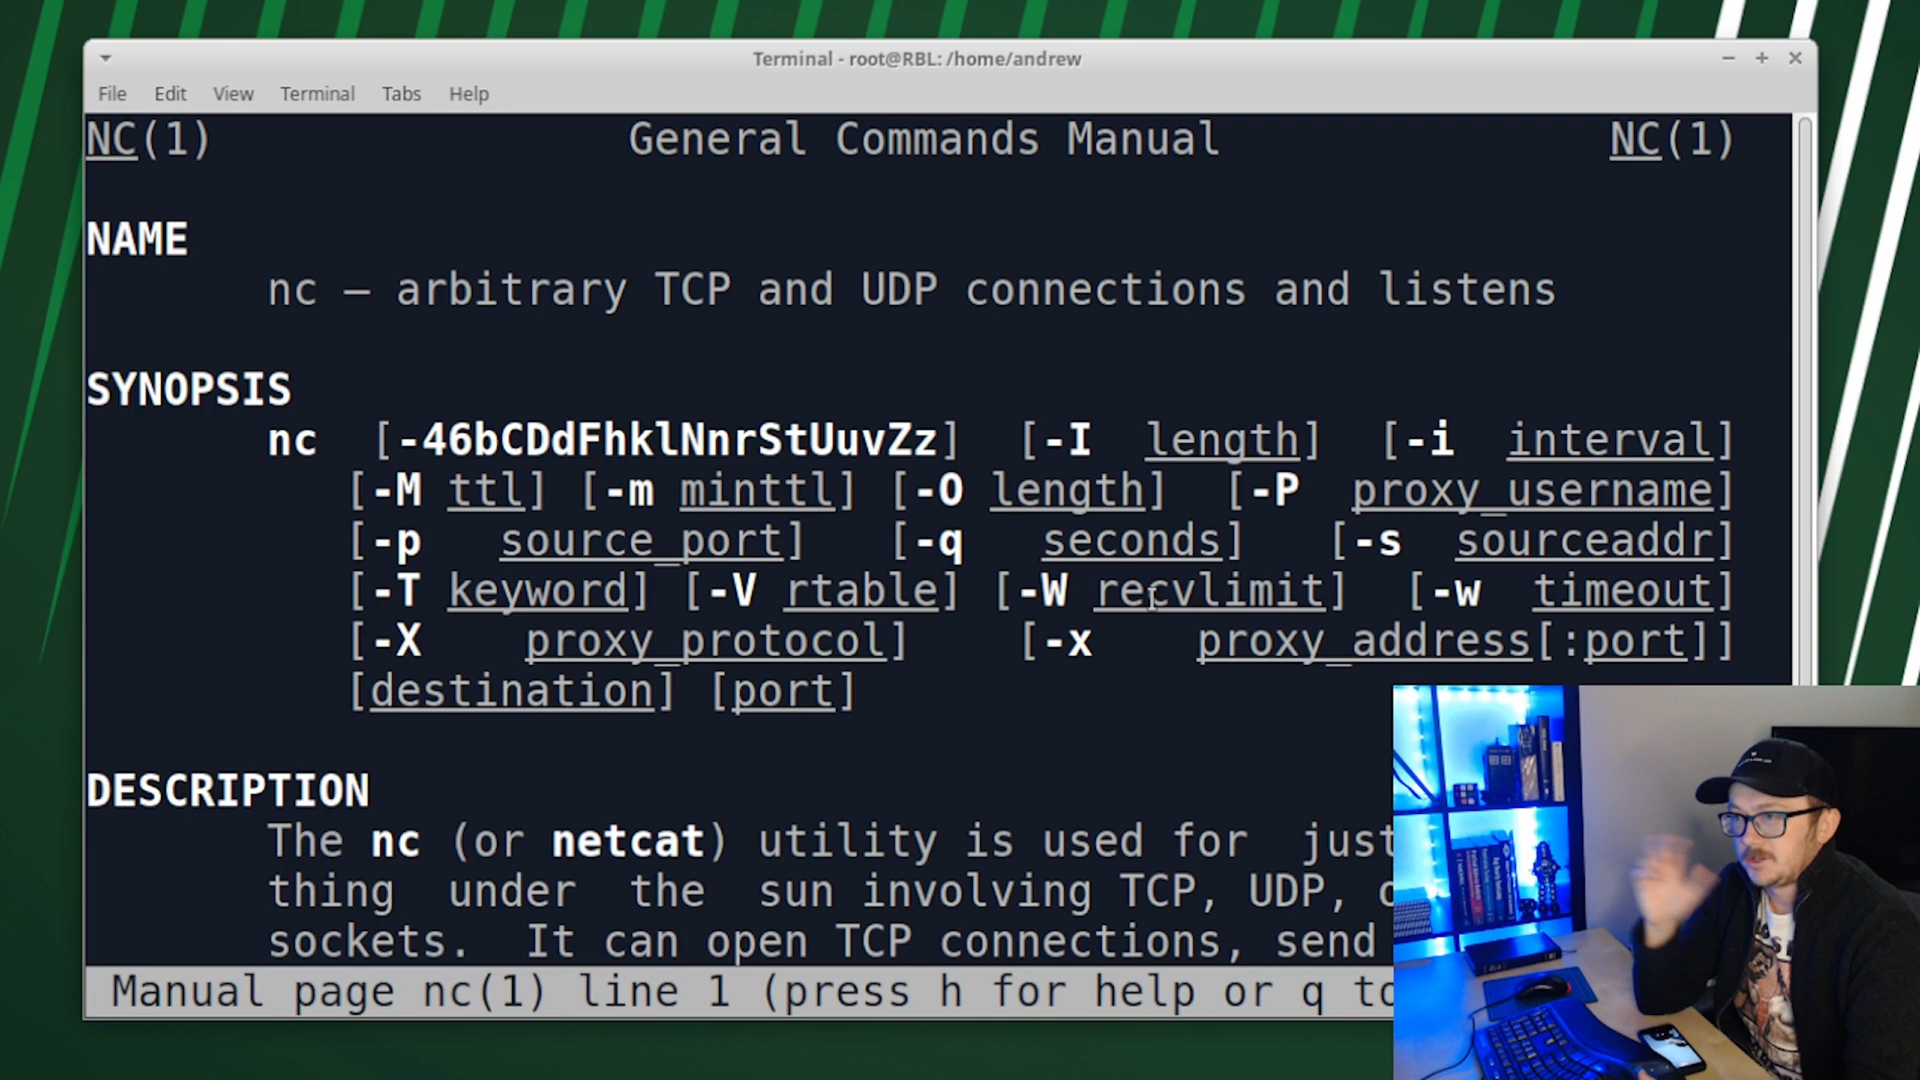 Terminal - root@RBL: /home/andrew
File Edit View Terminal Tabs Help
NC(1) General Commands Manual NC(1)
NAME
nc — arbitrary TCP and UDP connections and listens
SYNOPSIS
nc [-46bCDdFhklNnrStUuvZz] [-I length] [-i interval]
[-M ttl] [-m minttl] [-O length] [-P proxy_username]
[-p source_port] [-q seconds] [-s sourceaddr]
[-T keyword] [-V rtable] [-W recvlimit] [-w timeout]
[-X proxy_protocol] [-x proxy_address[:port]]
[destination] [port]
DESCRIPTION
The nc (or netcat) utility is used for just
thing under the sun involving TCP, UDP,
sockets. It can open TCP connections, send
Manual page nc(1) line 1 (press h for help or q to